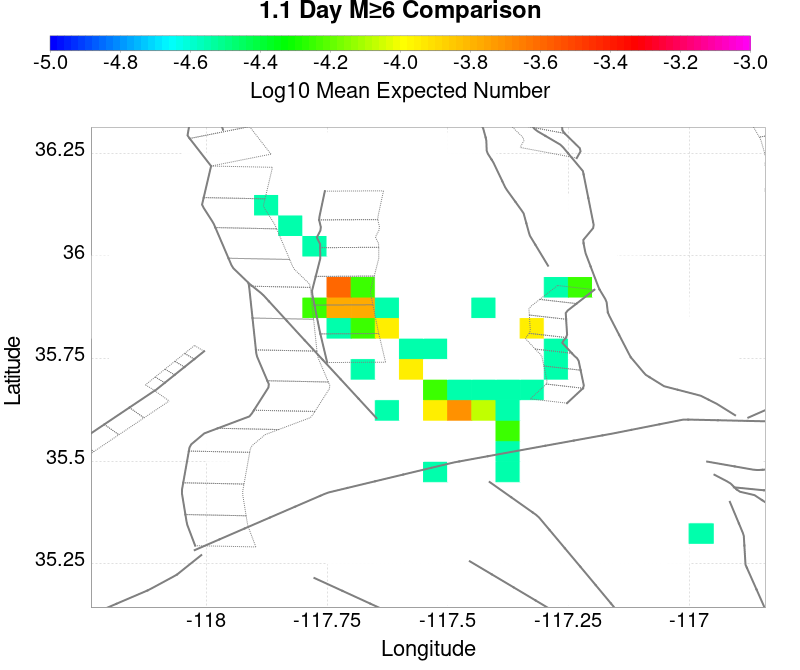 1.1 Day M≥6 Comparison
-5.0 -4.8 -4.6 -4.4 -4.2 -4.0 -3.8 -3.6 -3.4 -3.2 -3.0
Log10 Mean Expected Number
36.25
36
35.75
35.5
35.25
Latitude
-118 -117.75 -117.5 -117.25 -117
Longitude